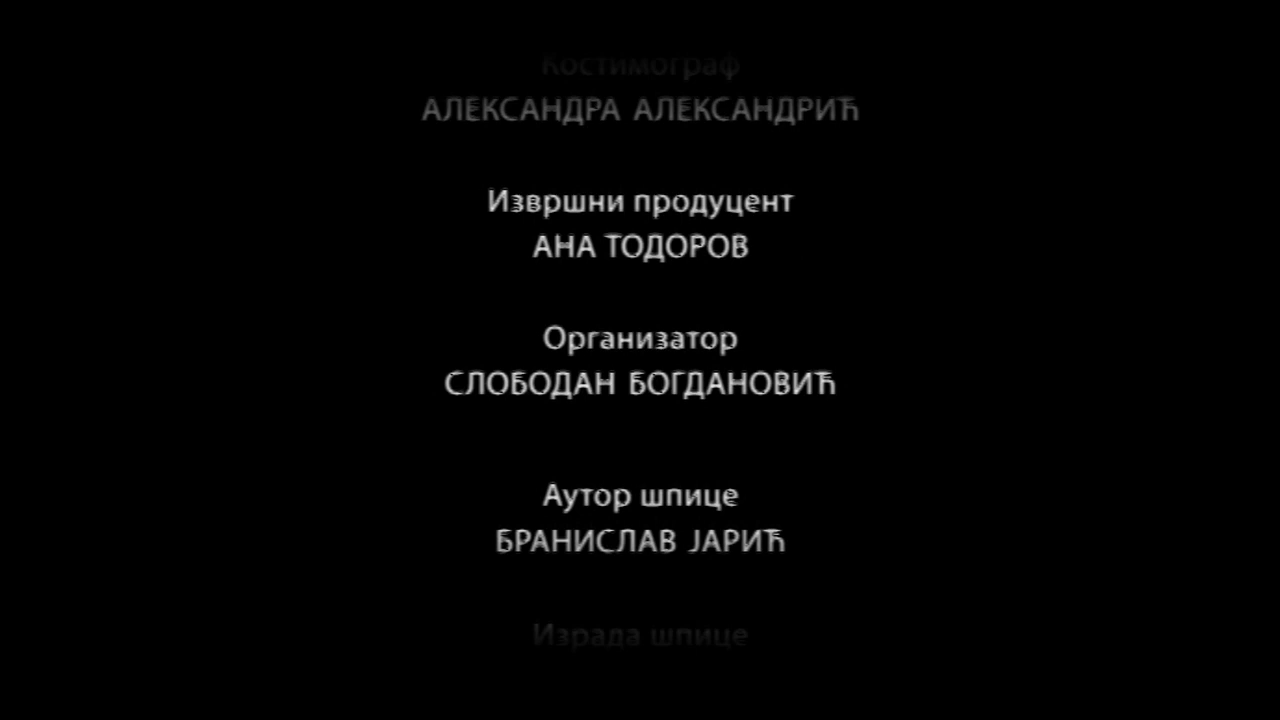 Костимограф
АЛЕКСАНДРА АЛЕКСАНДРИЋ
Извршни продуцент
АНА ТОДОРОВ
Организатор
СЛОБОДАН БОГДАНОВИЋ
Аутор шпице
БРАНИСЛАВ ЈАРИЋ
Израда шпице